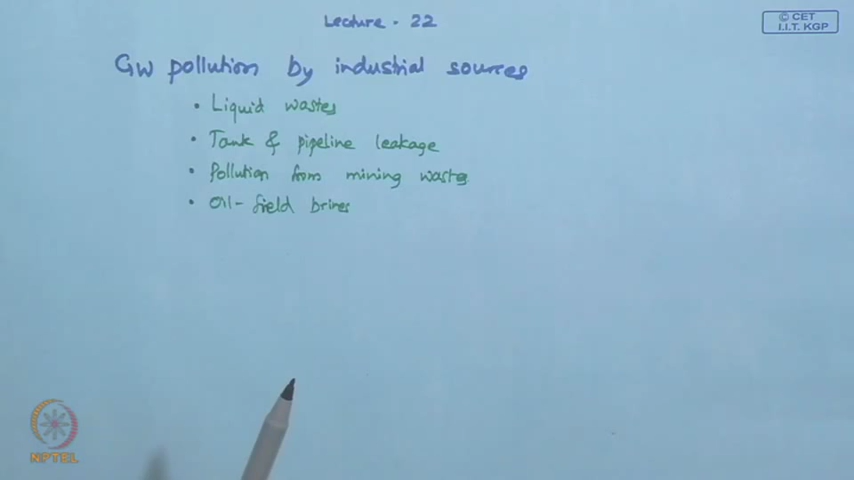 Lecture - 22
© CET
I.I.T. KGP
GW pollution by industrial sources
• Liquid wastes
• Tank & pipeline leakage
• Pollution from mining wastes
• Oil-field brines
NPTEL